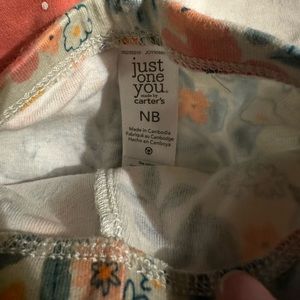 just
one
you
made by
carter's
NB
Made in Cambodia
Fabriqué au Cambodge
Hecho en Camboya